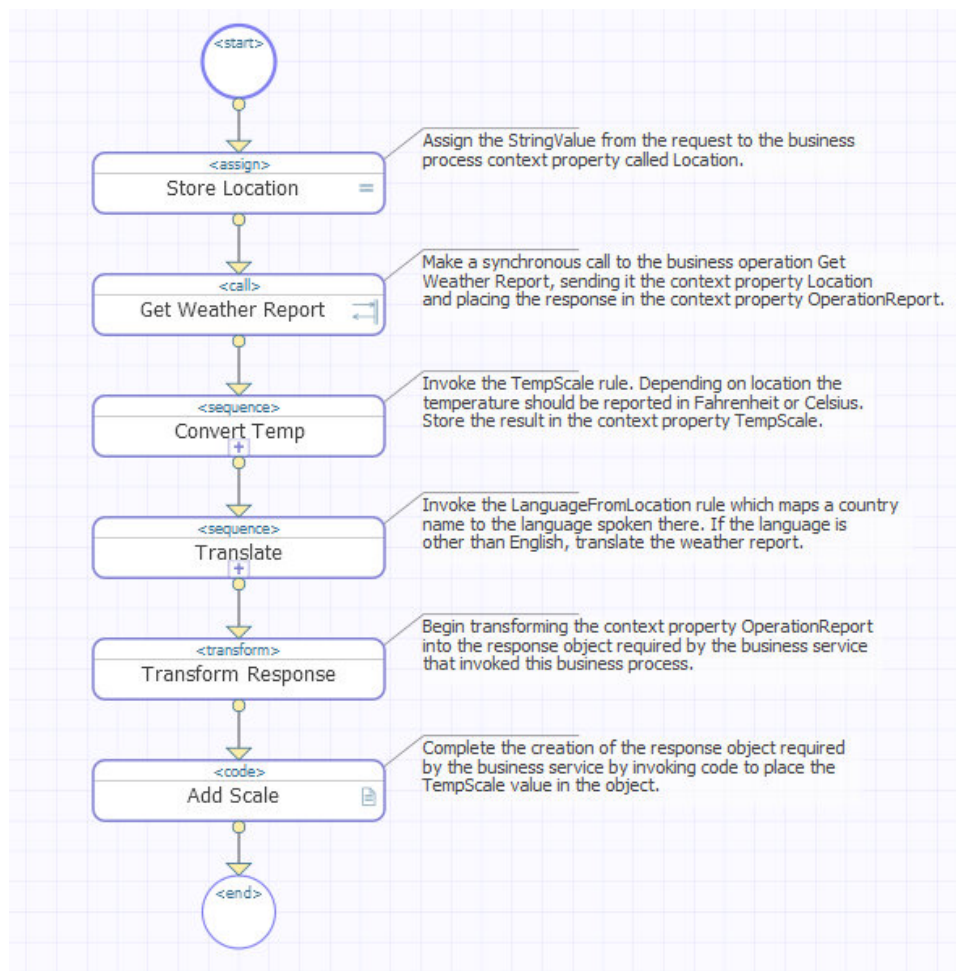 <start>
Assign the StringValue from the request to the business
process context property called Location.
<assign>
Store Location
=
Make a synchronous call to the business operation Get
Weather Report, sending it the context property Location
and placing the response in the context property OperationReport.
<call>
Get Weather Report
Invoke the TempScale rule. Depending on location the
temperature should be reported in Fahrenheit or Celsius.
Store the result in the context property TempScale.
<sequence>
Convert Temp
+
Invoke the LanguageFromLocation rule which maps a country
name to the language spoken there. If the language is
other than English, translate the weather report.
<sequence>
Translate
+
Begin transforming the context property OperationReport
into the response object required by the business service
that invoked this business process.
<transform>
Transform Response
Complete the creation of the response object required
by the business service by invoking code to place the
TempScale value in the object.
<code>
Add Scale
<end>